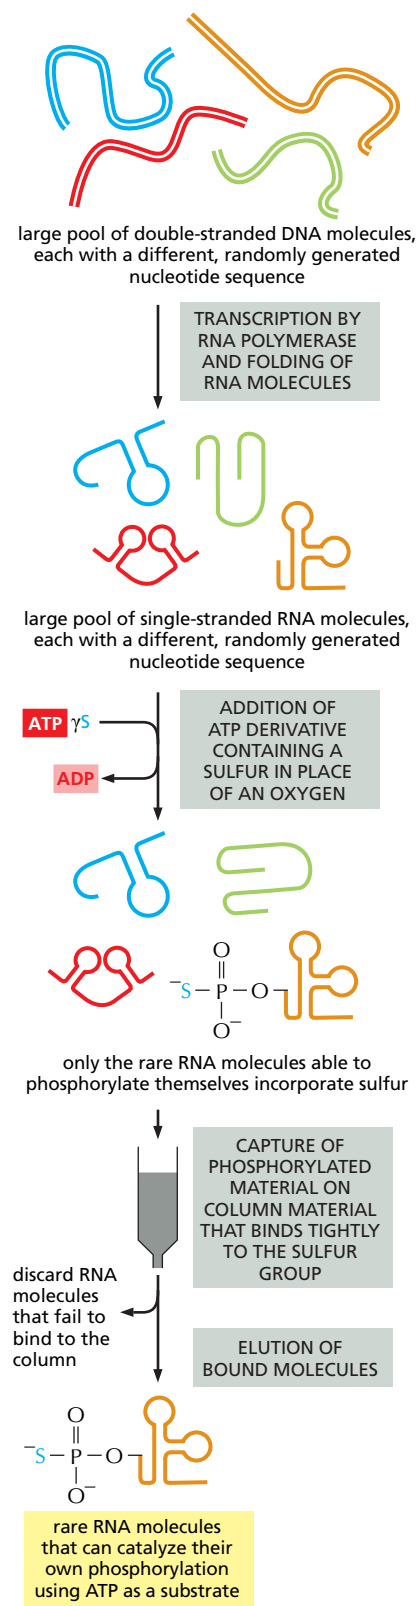 large pool of double-stranded DNA molecules,
each with a different, randomly generated
nucleotide sequence
TRANSCRIPTION BY
RNA POLYMERASE
AND FOLDING OF
RNA MOLECULES
large pool of single-stranded RNA molecules,
each with a different, randomly generated
nucleotide sequence
ATP γS
ADP
ADDITION OF
ATP DERIVATIVE
CONTAINING A
SULFUR IN PLACE
OF AN OXYGEN
O
⁻S–P–O–
O⁻
only the rare RNA molecules able to
phosphorylate themselves incorporate sulfur
CAPTURE OF
PHOSPHORYLATED
MATERIAL ON
COLUMN MATERIAL
THAT BINDS TIGHTLY
TO THE SULFUR
GROUP
discard RNA
molecules
that fail to
bind to the
column
ELUTION OF
BOUND MOLECULES
O
⁻S–P–O–
O⁻
rare RNA molecules
that can catalyze their
own phosphorylation
using ATP as a substrate